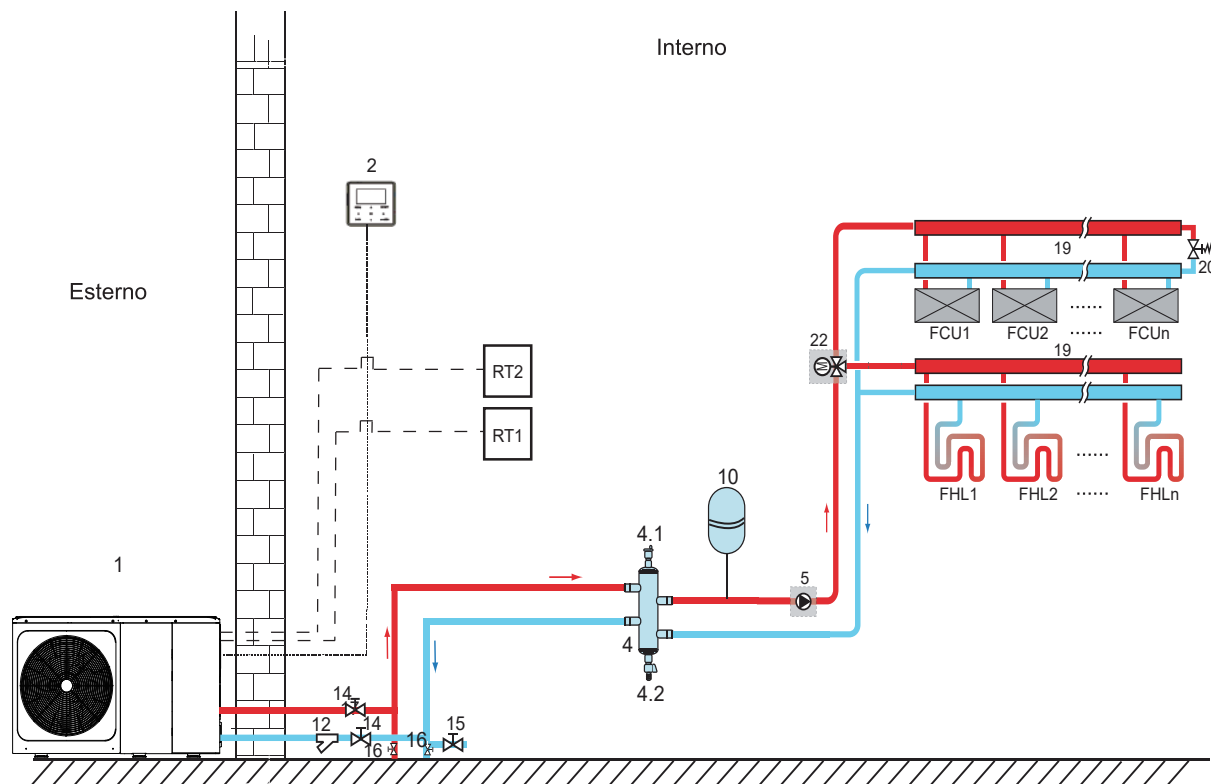 Interno
Esterno
2
19
20
FCU1
FCU2
......
FCUn
......
22
19
RT2
RT1
FHL1
FHL2
......
FHLn
......
10
4.1
5
1
4
4.2
14
12
14
15
16
16